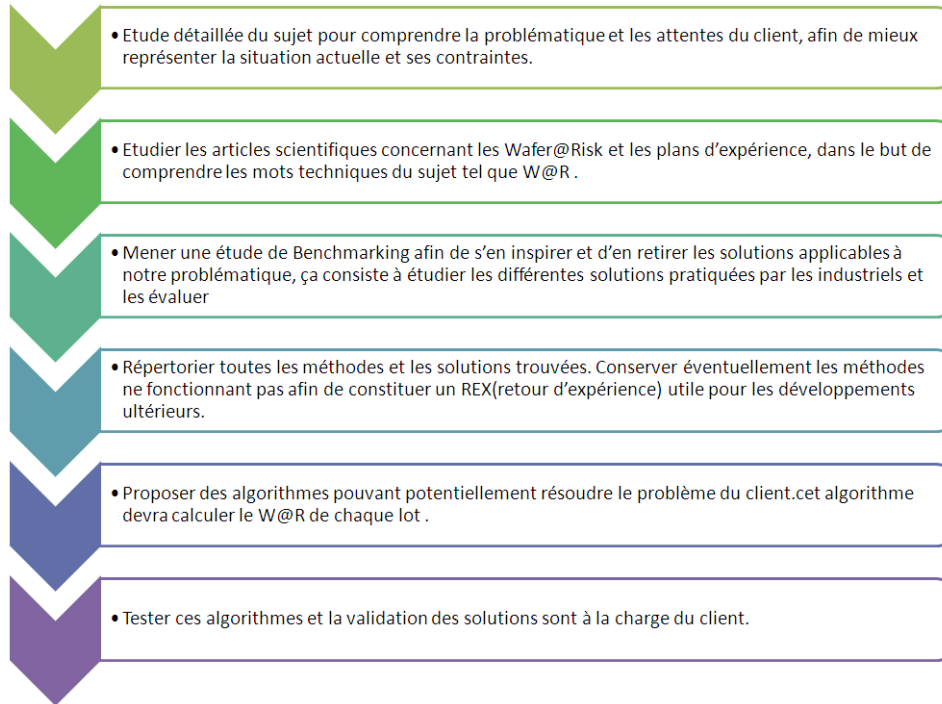 • Etude détaillée du sujet pour comprendre la problématique et les attentes du client, afin de mieux
représenter la situation actuelle et ses contraintes.
• Etudier les articles scientifiques concernant les Wafer@Risk et les plans d’expérience, dans le but de
comprendre les mots techniques du sujet tel que W@R .
• Mener une étude de Benchmarking afin de s’en inspirer et d’en retirer les solutions applicables à
notre problématique, ça consiste à étudier les différentes solutions pratiquées par les industriels et
les évaluer
• Répertorier toutes les méthodes et les solutions trouvées. Conserver éventuellement les méthodes
ne fonctionnant pas afin de constituer un REX(retour d’expérience) utile pour les développements
ultérieurs.
• Proposer des algorithmes pouvant potentiellement résoudre le problème du client.cet algorithme
devra calculer le W@R de chaque lot .
• Tester ces algorithmes et la validation des solutions sont à la charge du client.